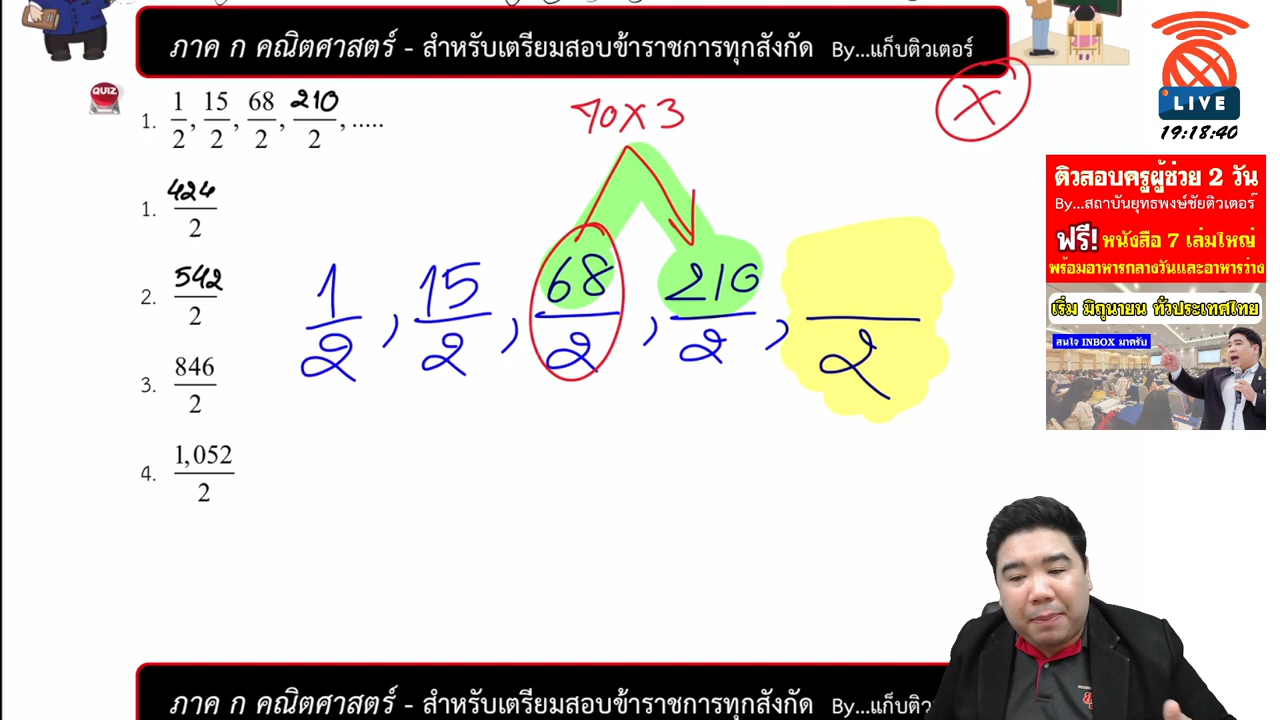 ภาค ก คณิตศาสตร์ - สำหรับเตรียมสอบข้าราชการทุกสังกัด By...แก็บติวเตอร์
QUIZ
1. 1/2, 15/2, 68/2, 210/2, .....
1. 424/2
2. 542/2
3. 846/2
4. 1,052/2
70 x 3
x
1/2, 15/2, 68/2, 210/2, /2
LIVE
19:18:40
ติวสอบครูผู้ช่วย 2 วัน
By...สถาบันยุทธพงษ์ชัยติวเตอร์
ฟรี! หนังสือ 7 เล่มใหญ่
พร้อมอาหารกลางวันและอาหารว่าง
เริ่ม มิถุนายน ทั่วประเทศไทย
สนใจ INBOX มาครับ
ภาค ก คณิตศาสตร์ - สำหรับเตรียมสอบข้าราชการทุกสังกัด By...แก็บติว